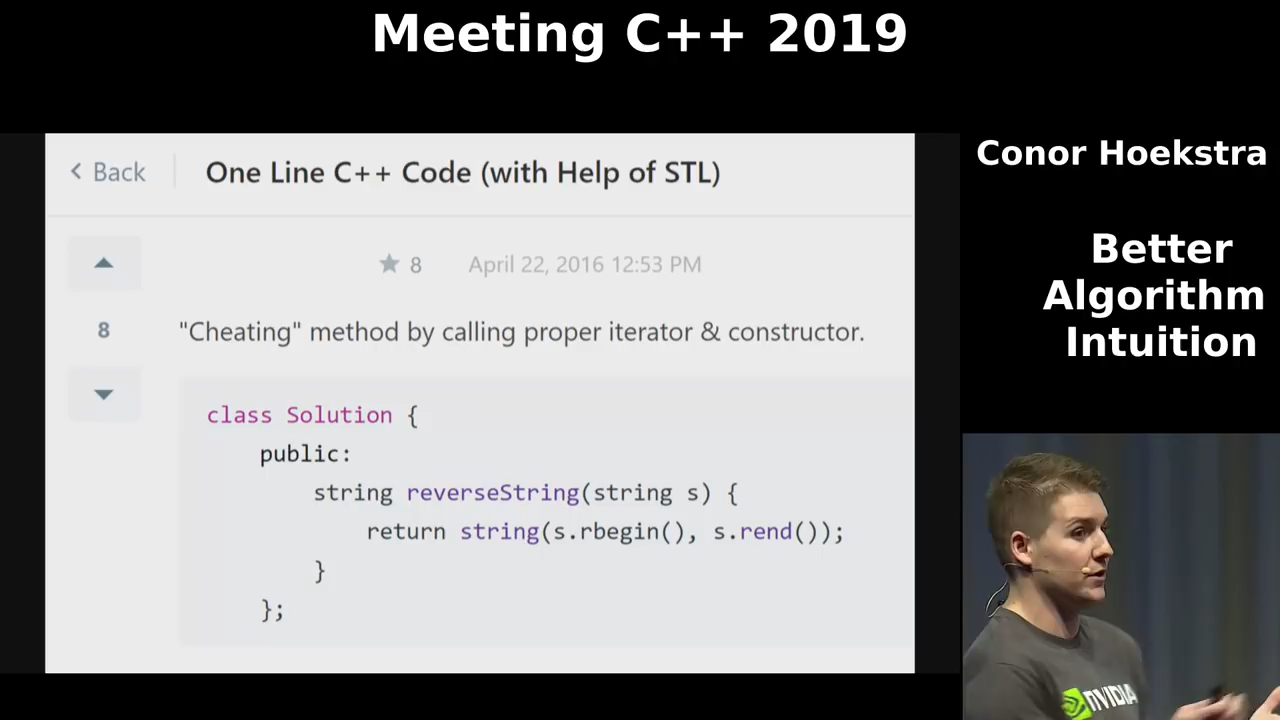 Meeting C++ 2019
< Back
One Line C++ Code (with Help of STL)
8
April 22, 2016 12:53 PM
8
"Cheating" method by calling proper iterator & constructor.
class Solution {
public:
string reverseString(string s) {
return string(s.rbegin(), s.rend());
}
};
Conor Hoekstra
Better
Algorithm
Intuition
NVIDIA